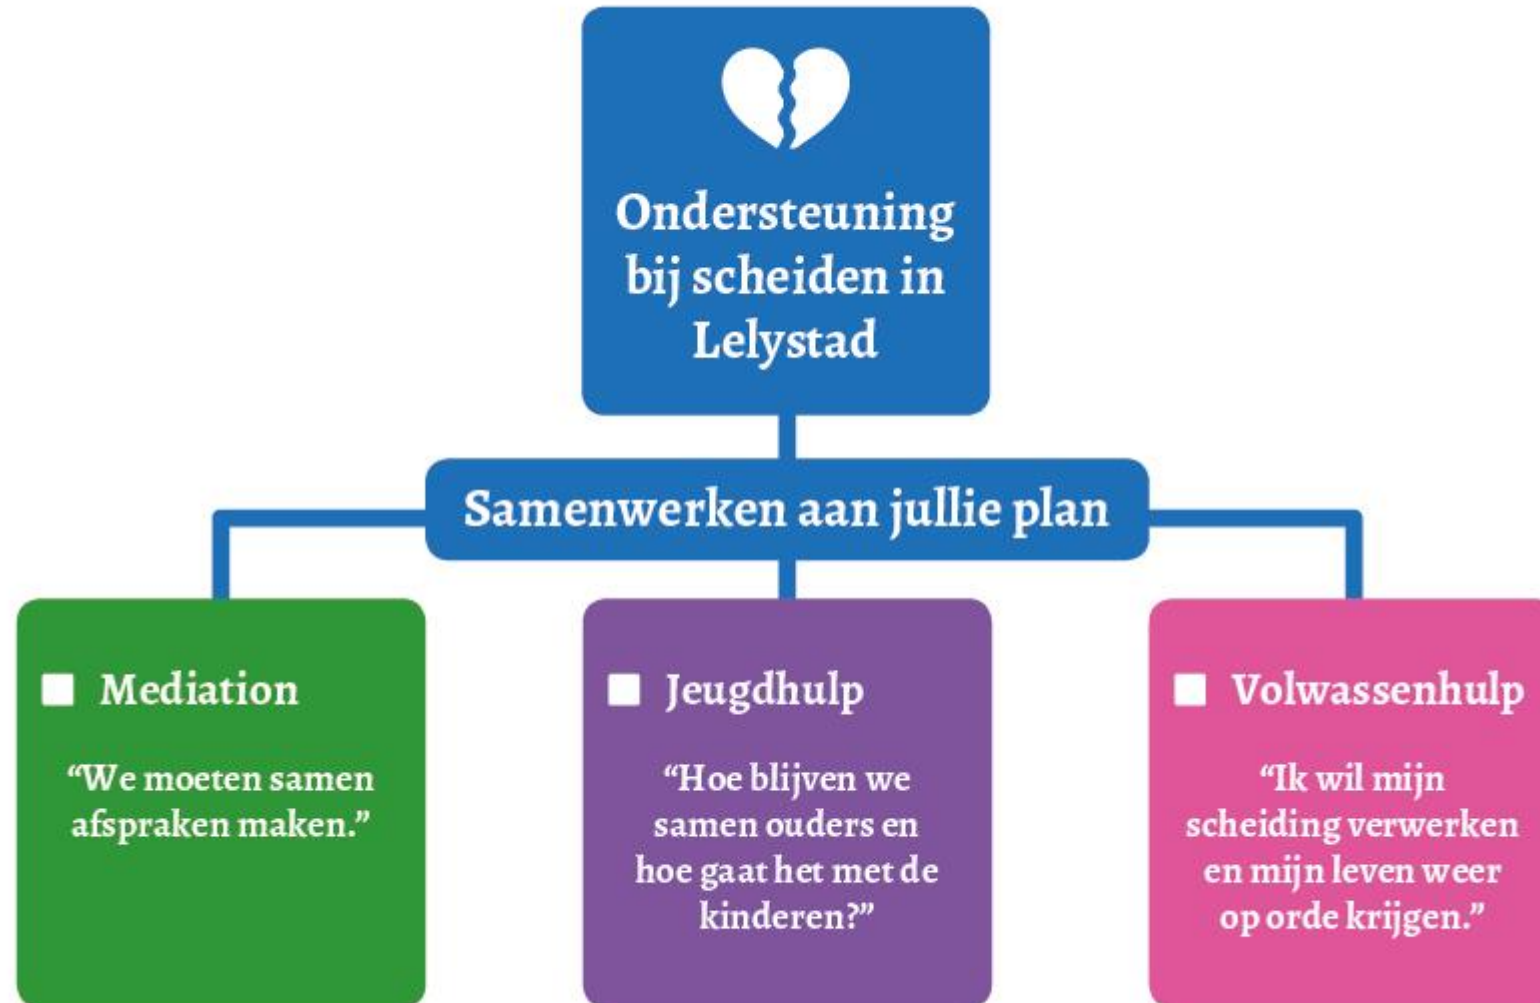 Ondersteuning
bij scheiden in
Lelystad
Samenwerken aan jullie plan
Mediation
“We moeten samen
afspraken maken.”
Jeugdhulp
“Hoe blijven we
samen ouders en
hoe gaat het met de
kinderen?”
Volwassenhulp
“Ik wil mijn
scheiding verwerken
en mijn leven weer
op orde krijgen.”